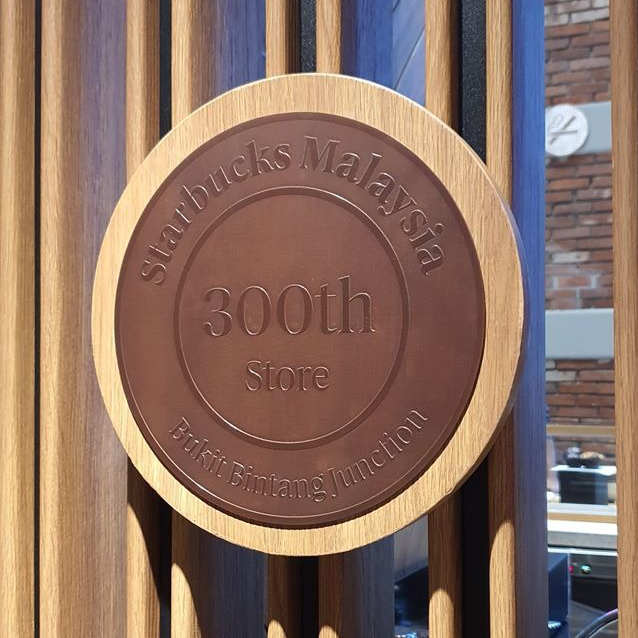 Starbucks Malaysia
300th
Store
Bukit Bintang Junction